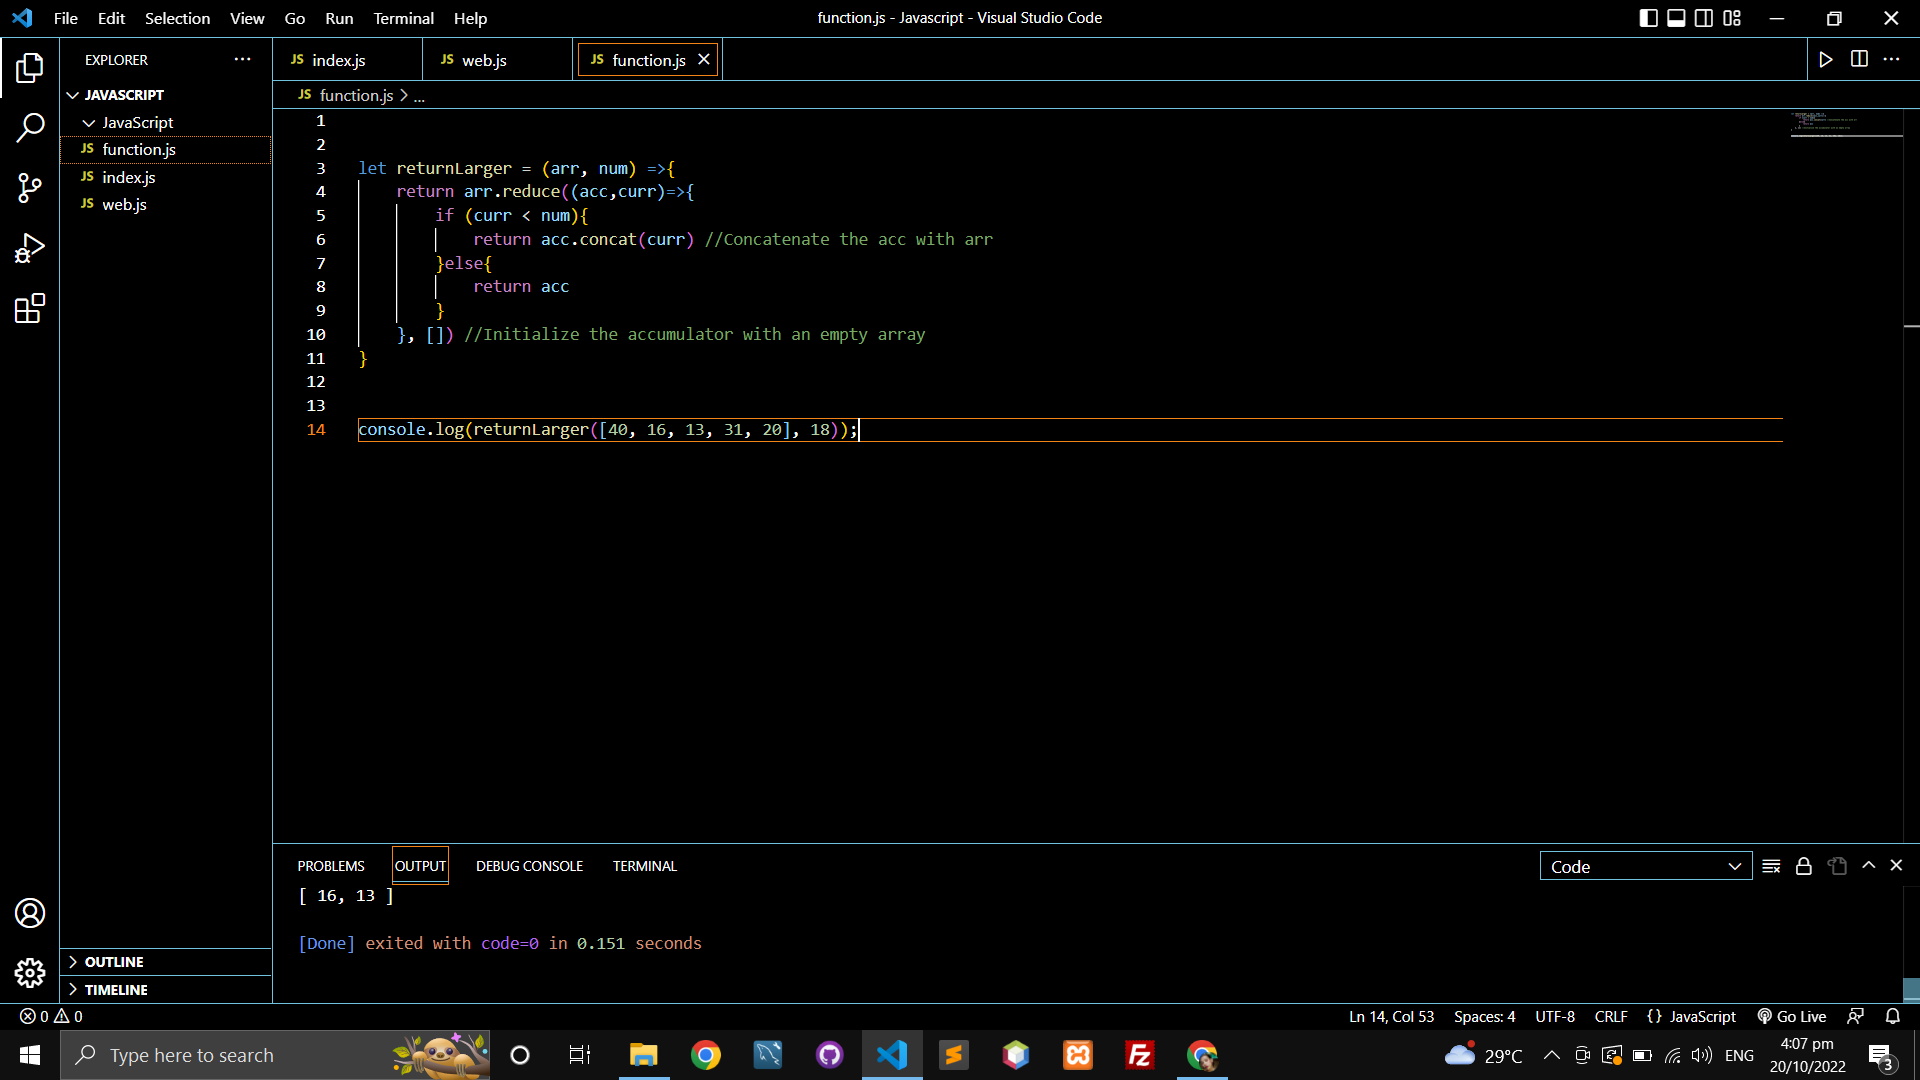 File Edit Selection View Go Run Terminal Help
function.js - Javascript - Visual Studio Code
EXPLORER
JAVASCRIPT
JavaScript
JS function.js
JS index.js
JS web.js
OUTLINE
TIMELINE
JS index.js
JS web.js
JS function.js
JS function.js > ...
1
2
3 let returnLarger = (arr, num) =>{
4 return arr.reduce((acc,curr)=>{
5 if (curr < num){
6 return acc.concat(curr) //Concatenate the acc with arr
7 }else{
8 return acc
9 }
10 }, []) //Initialize the accumulator with an empty array
11 }
12
13
14 console.log(returnLarger([40, 16, 13, 31, 20], 18));
PROBLEMS OUTPUT DEBUG CONSOLE TERMINAL
Code
[ 16, 13 ]
[Done] exited with code=0 in 0.151 seconds
0 0
Ln 14, Col 53 Spaces: 4 UTF-8 CRLF {} JavaScript Go Live
Type here to search
29°C
ENG
4:07 pm
20/10/2022
3